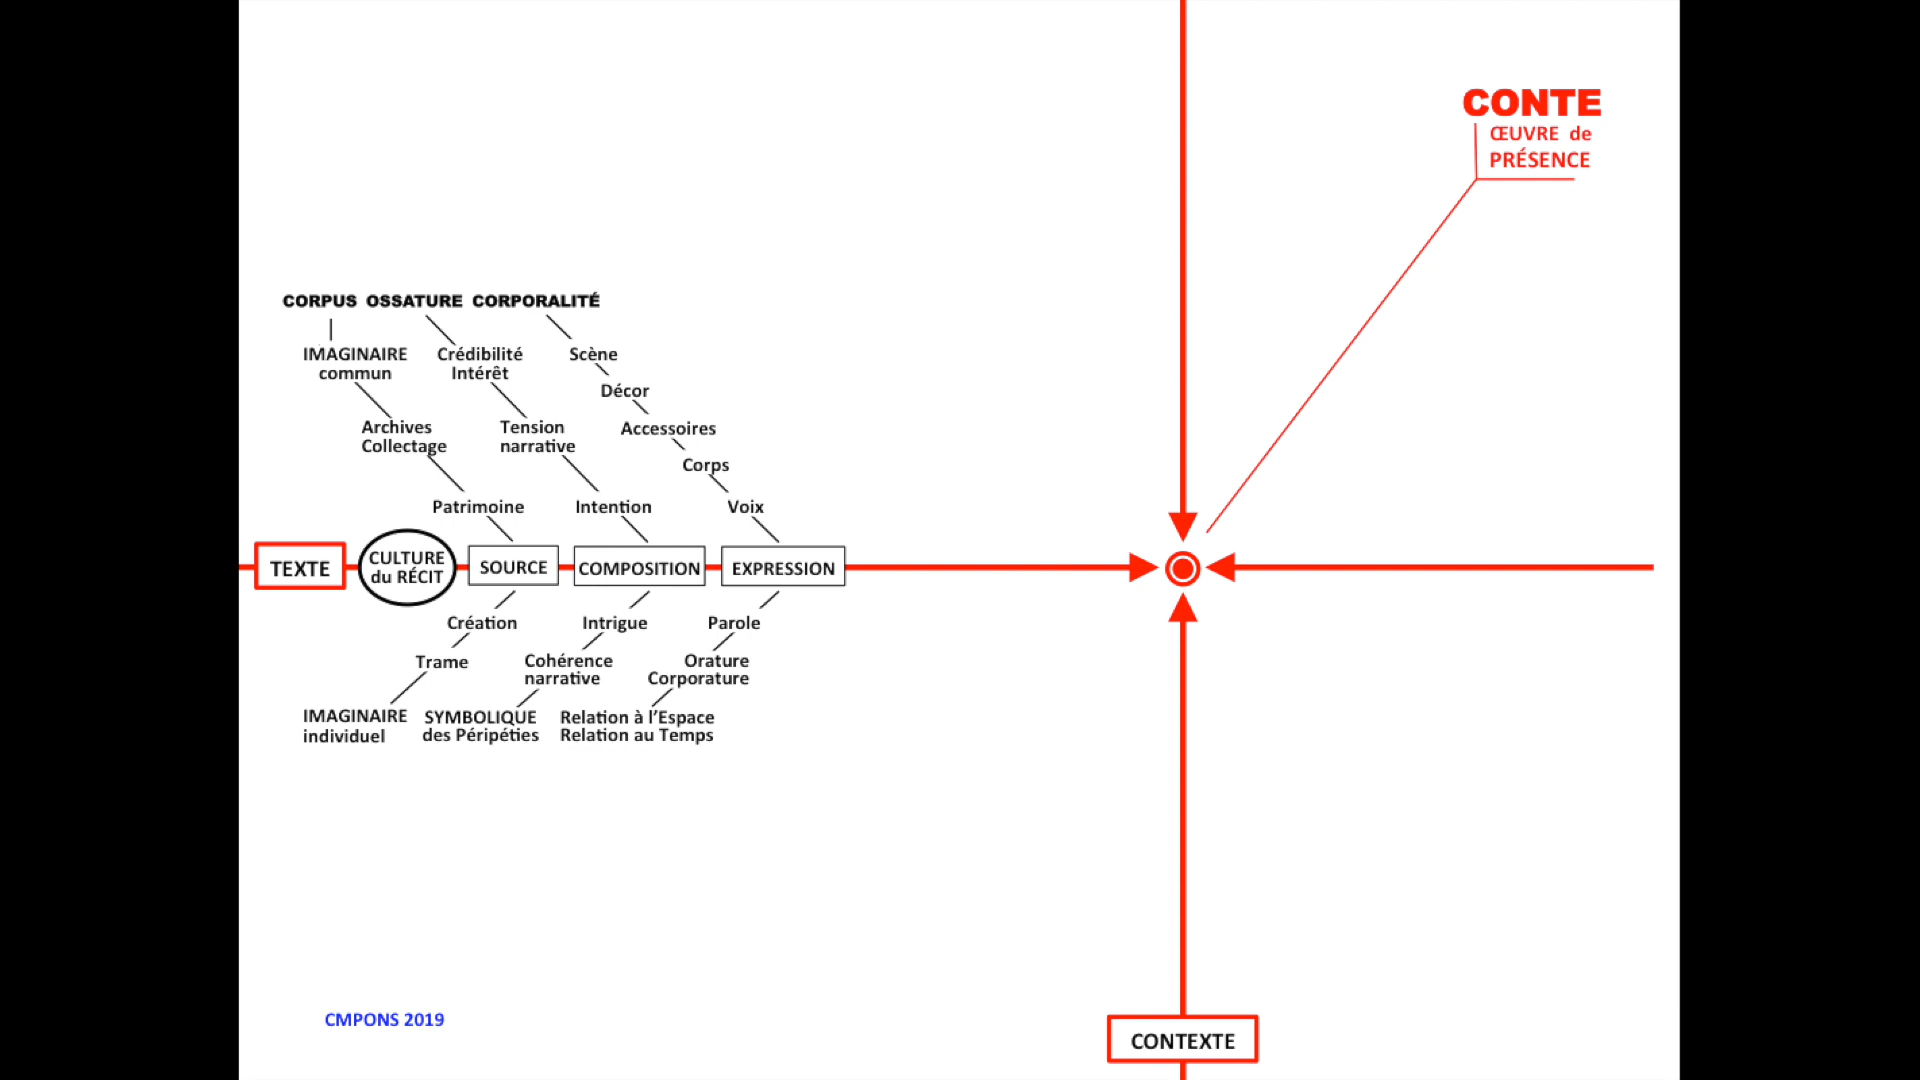 CONTE
ŒUVRE de
PRÉSENCE
CORPUS OSSATURE CORPORALITÉ
IMAGINAIRE
commun
Crédibilité
Intérêt
Scène
Décor
Archives
Collectage
Tension
narrative
Accessoires
Corps
Patrimoine
Intention
Voix
TEXTE
CULTURE
du RÉCIT
SOURCE
COMPOSITION
EXPRESSION
Création
Intrigue
Parole
Trame
Cohérence
narrative
Orature
Corporature
IMAGINAIRE
individuel
SYMBOLIQUE
des Péripéties
Relation à l'Espace
Relation au Temps
CMPONS 2019
CONTEXTE